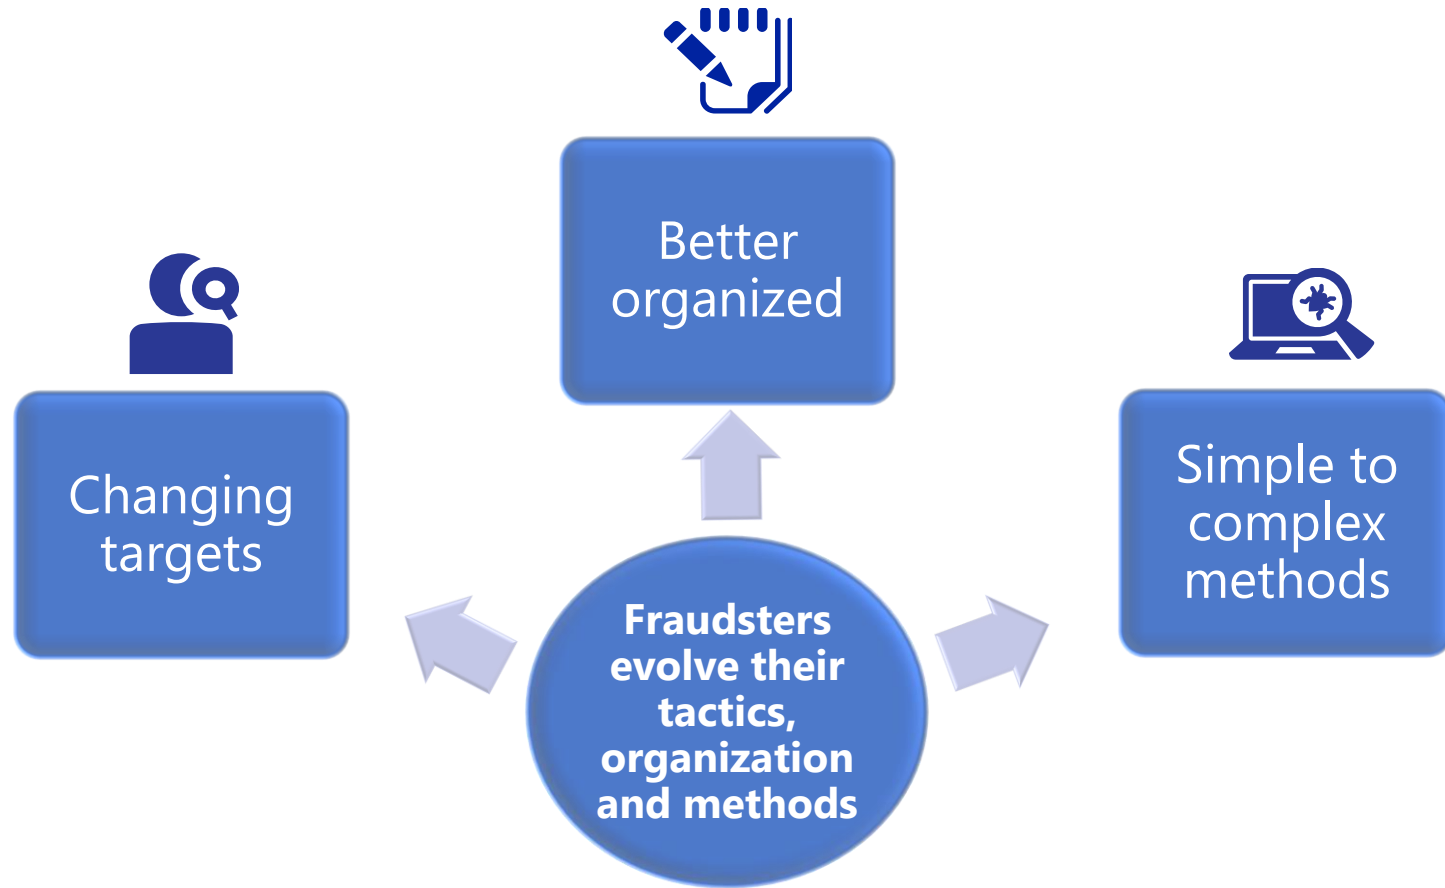 Better
organized
Changing
targets
Simple to
complex
methods
Fraudsters
evolve their
tactics,
organization
and methods